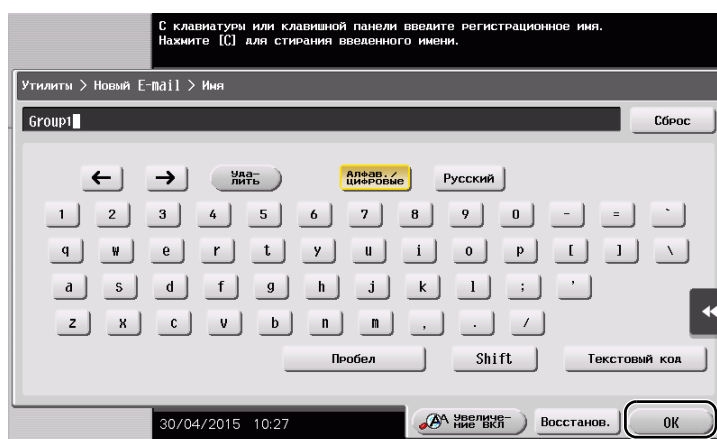 С клавиатуры или клавишной панели введите регистрационное имя.
Нажмите [C] для стирания введенного имени.
Утилиты > Новый E-mail > Имя
Group1
Сброс
← → Уда-
лить
Алфав./
цифровые
Русский
1 2 3 4 5 6 7 8 9 0 - = `
q w e r t y u i o p [ ] \
a s d f g h j k l ; '
z x c v b n m , . /
Пробел Shift Текстовый код
30/04/2015 10:27
Увеличе-
ние вкл
Восстанов.
OK